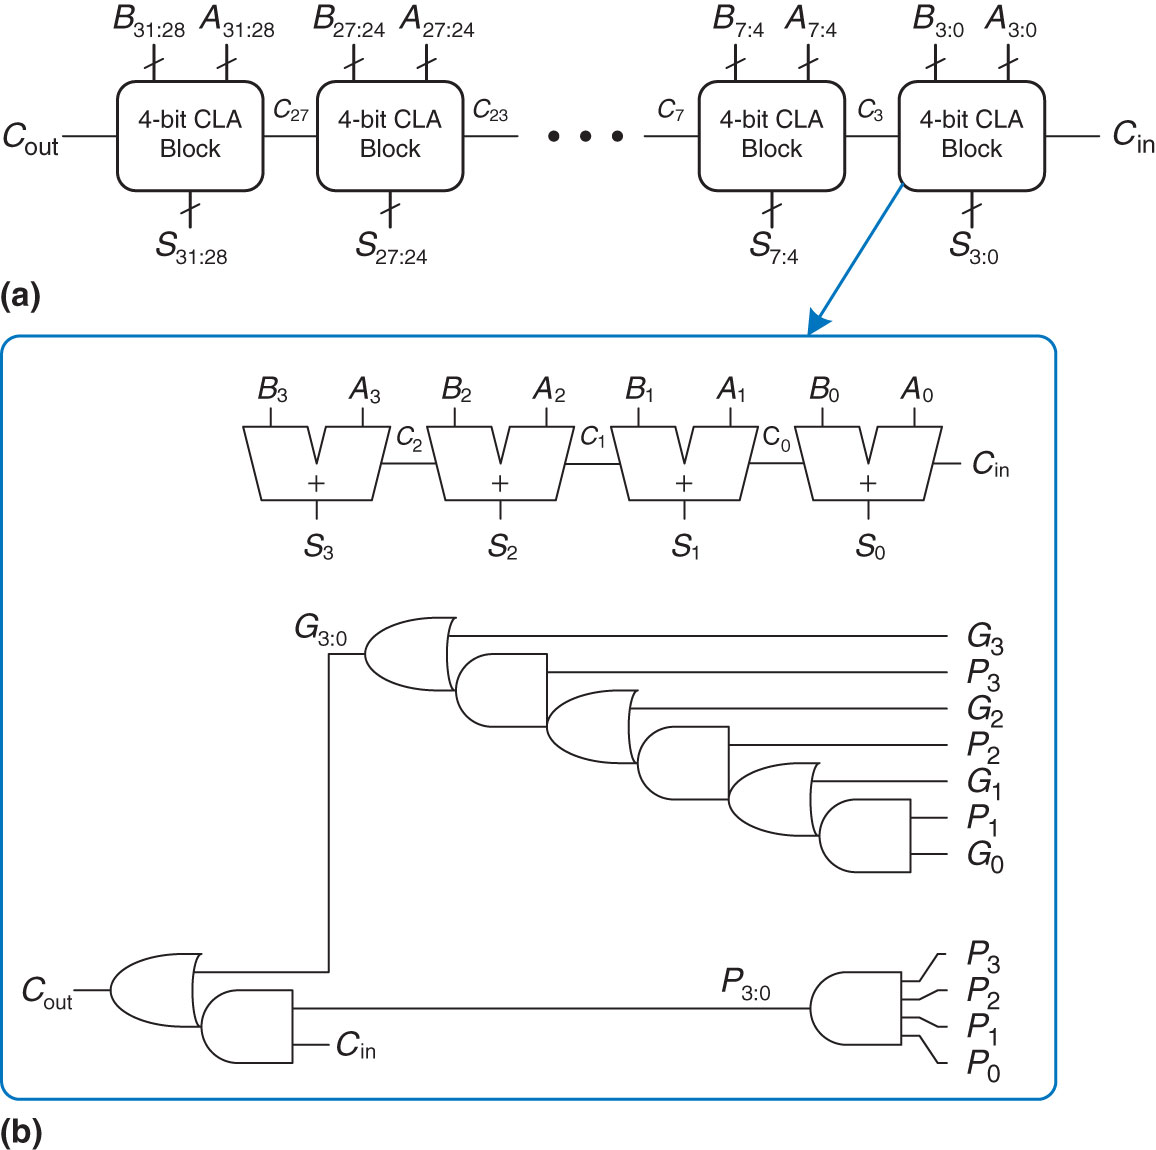 B31:28 A31:28 B27:24 A27:24 B7:4 A7:4 B3:0 A3:0
Cout 4-bit CLA Block C27 4-bit CLA Block C23 C7 4-bit CLA Block C3 4-bit CLA Block Cin
S31:28 S27:24 S7:4 S3:0
(a)
B3 A3 B2 A2 B1 A1 B0 A0
+ C2 + C1 + C0 + Cin
S3 S2 S1 S0
G3:0 G3
P3
G2
P2
G1
P1
G0
P3
Cout P3:0 P2
P1
Cin
P0
(b)